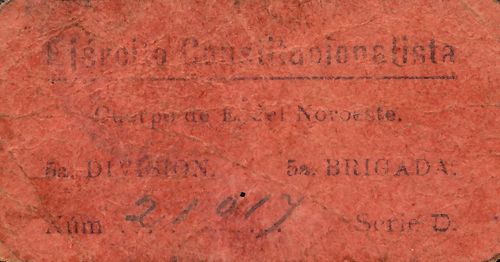 Ejército Constitucionalista
Cuerpo de E. del Noroeste.
5a. DIVISION. 5a. BRIGADA.
Núm. 21017 Serie D.